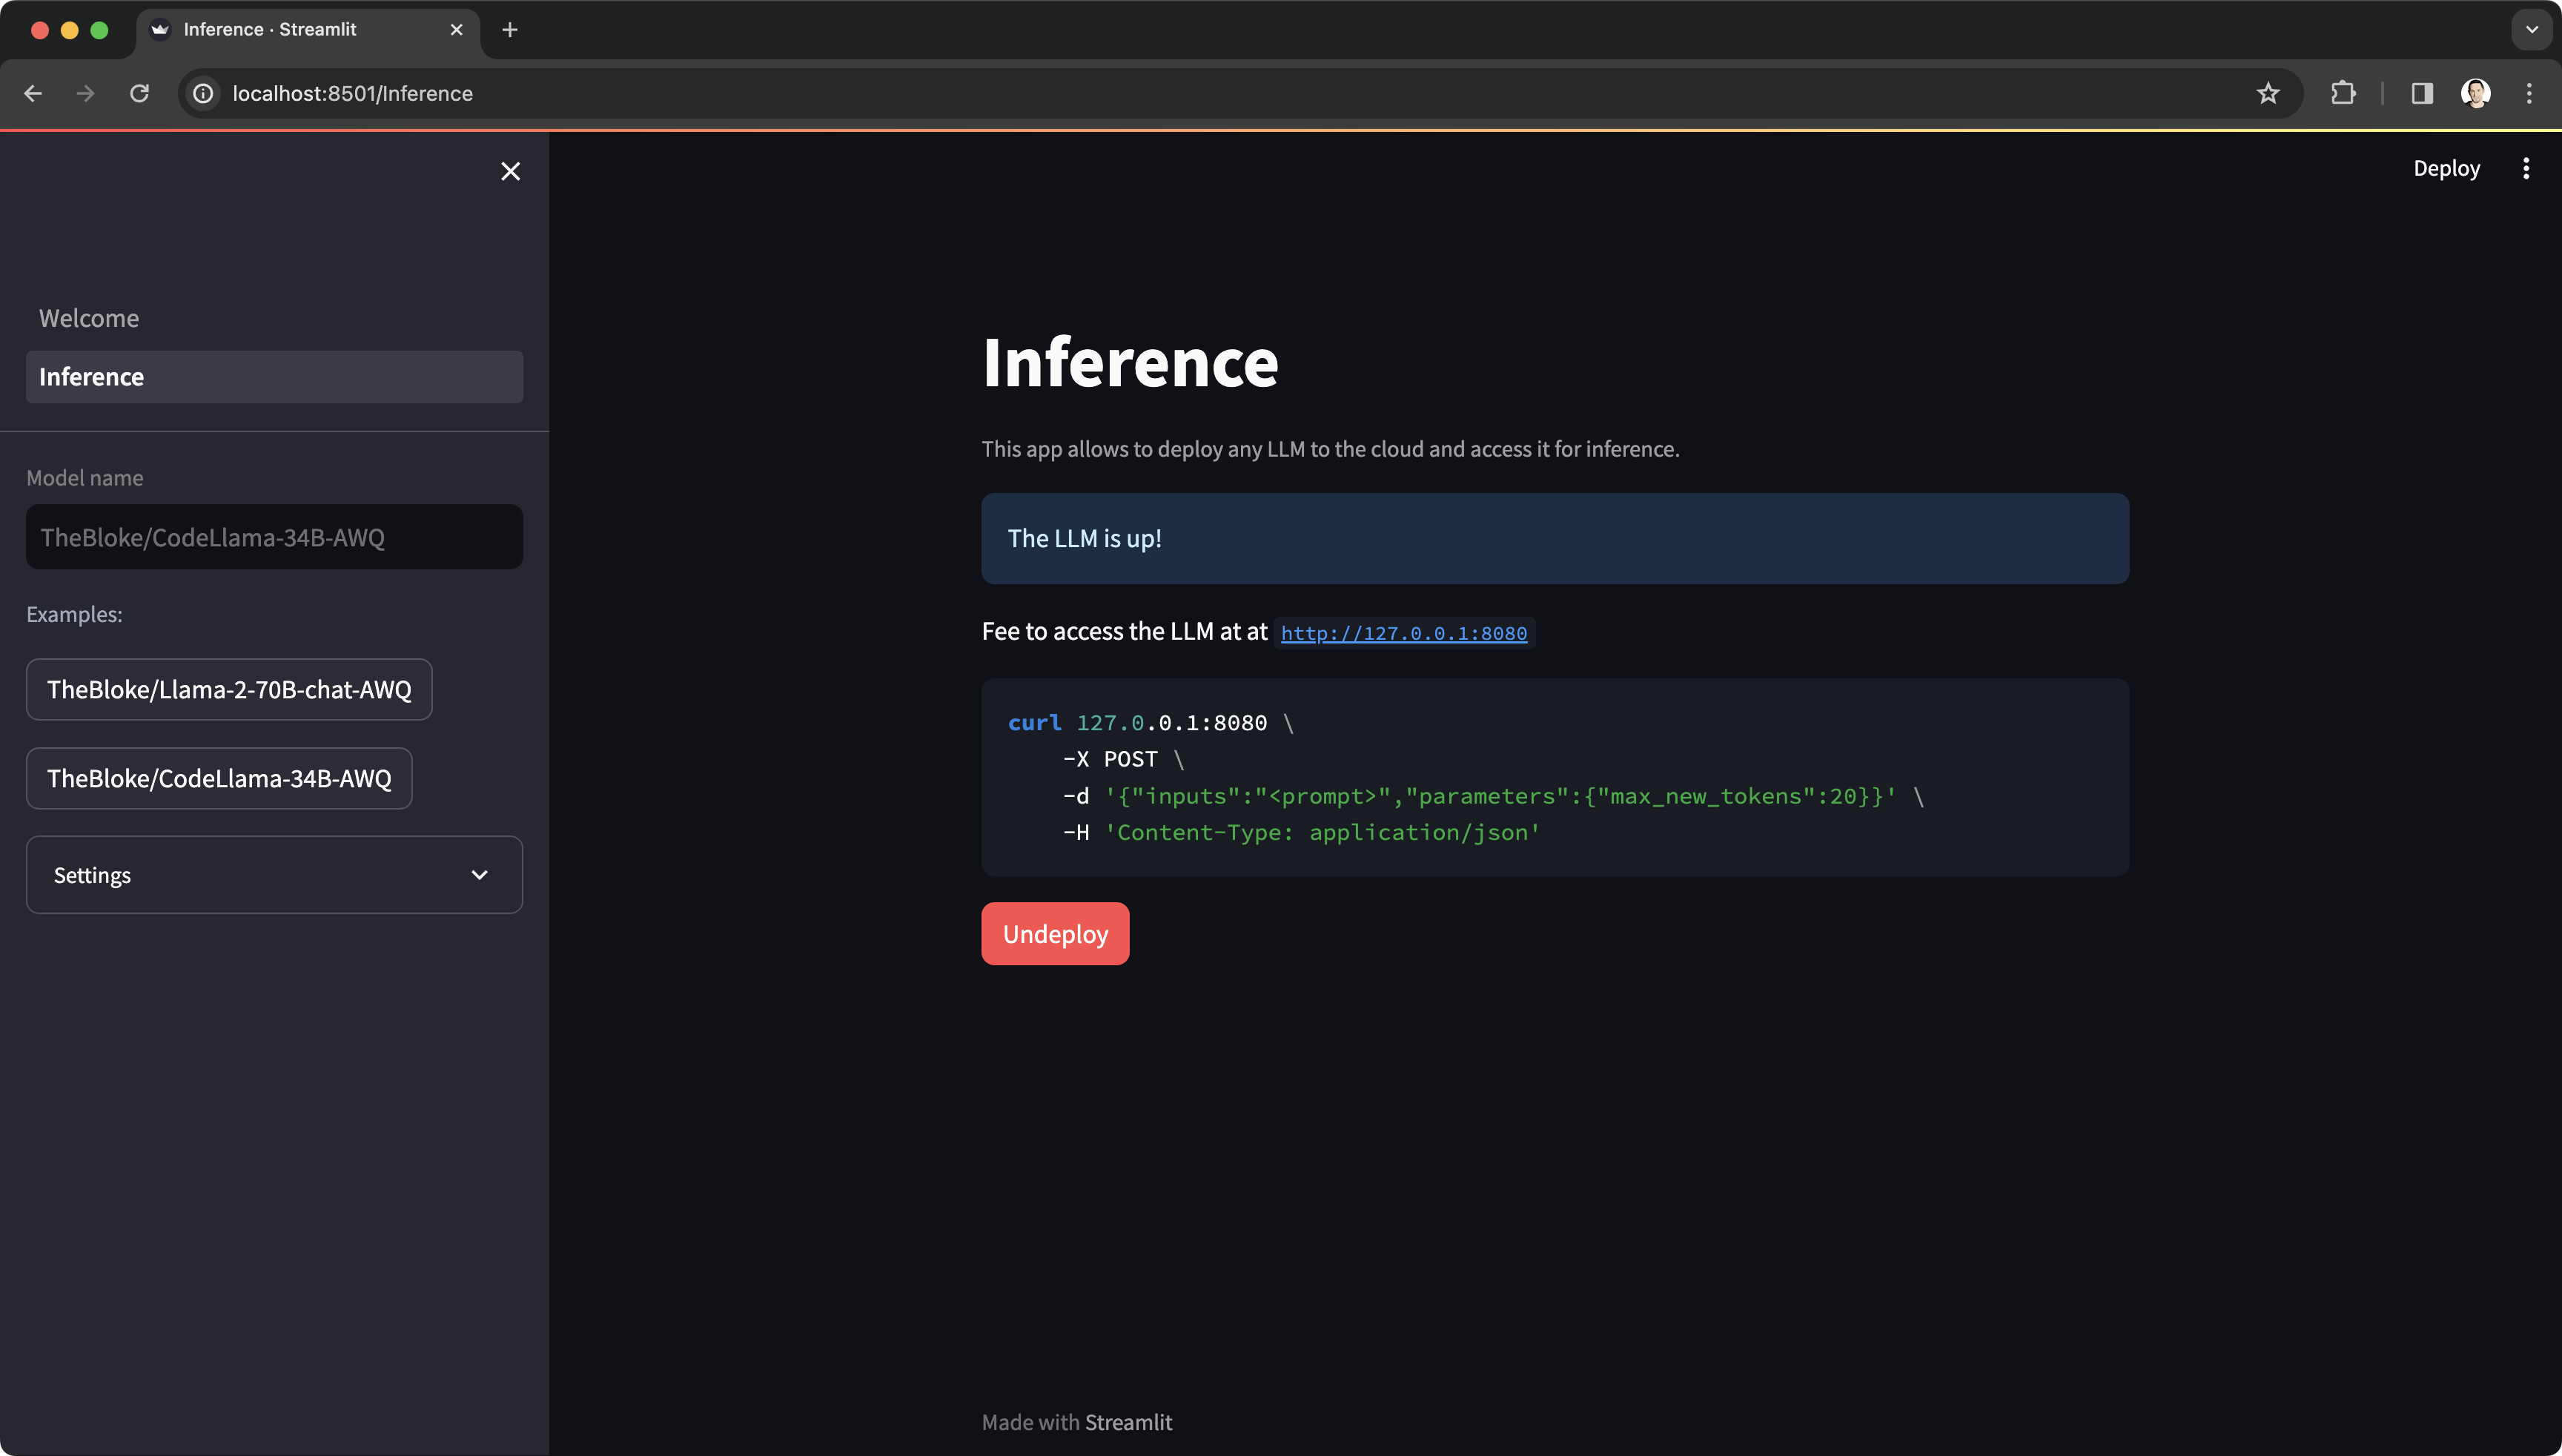 Inference · Streamlit
localhost:8501/Inference
Deploy
Welcome
Inference
Model name
TheBloke/CodeLlama-34B-AWQ
Examples:
TheBloke/Llama-2-70B-chat-AWQ
TheBloke/CodeLlama-34B-AWQ
Settings
Inference
This app allows to deploy any LLM to the cloud and access it for inference.
The LLM is up!
Fee to access the LLM at at http://127.0.0.1:8080
curl 127.0.0.1:8080 \
-X POST \
-d '{"inputs":"<prompt>","parameters":{"max_new_tokens":20}}' \
-H 'Content-Type: application/json'
Undeploy
Made with Streamlit